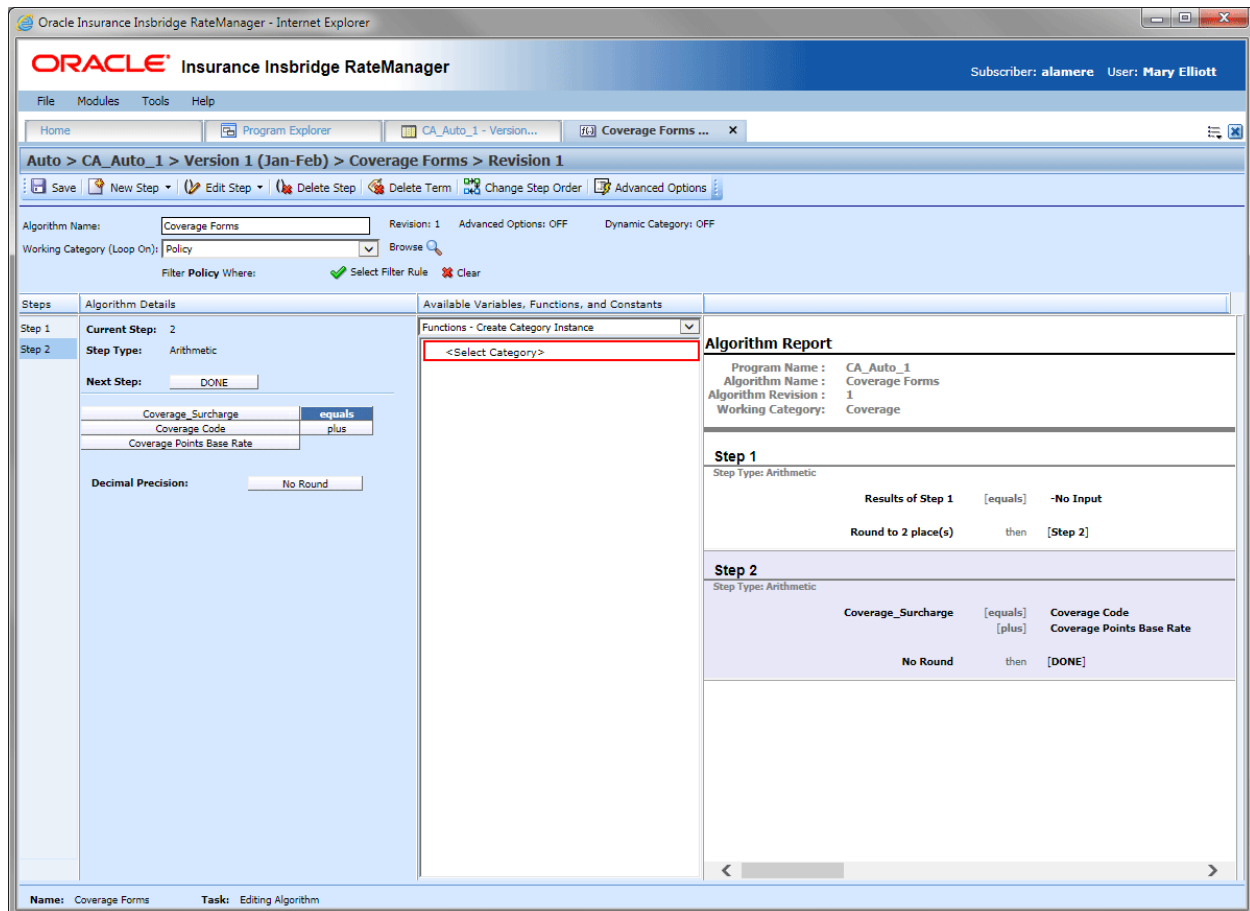 Oracle Insurance Insbridge RateManager - Internet Explorer
ORACLE Insurance Insbridge RateManager
Subscriber: alamere User: Mary Elliott
File Modules Tools Help
Home Program Explorer CA_Auto_1 - Version... Coverage Forms ...
Auto > CA_Auto_1 > Version 1 (Jan-Feb) > Coverage Forms > Revision 1
Save New Step Edit Step Delete Step Delete Term Change Step Order Advanced Options
Algorithm Name: Coverage Forms Revision: 1 Advanced Options: OFF Dynamic Category: OFF
Working Category (Loop On): Policy Browse
Filter Policy Where: Select Filter Rule Clear
Steps Algorithm Details Available Variables, Functions, and Constants
Step 1
Step 2
Current Step: 2
Step Type: Arithmetic
Next Step: DONE
Coverage_Surcharge equals
Coverage Code plus
Coverage Points Base Rate
Decimal Precision: No Round
Functions - Create Category Instance
<Select Category>
Algorithm Report
Program Name : CA_Auto_1
Algorithm Name : Coverage Forms
Algorithm Revision : 1
Working Category: Coverage
Step 1
Step Type: Arithmetic
Results of Step 1 [equals] -No Input
Round to 2 place(s) then [Step 2]
Step 2
Step Type: Arithmetic
Coverage_Surcharge [equals] Coverage Code
[plus] Coverage Points Base Rate
No Round then [DONE]
Name: Coverage Forms Task: Editing Algorithm